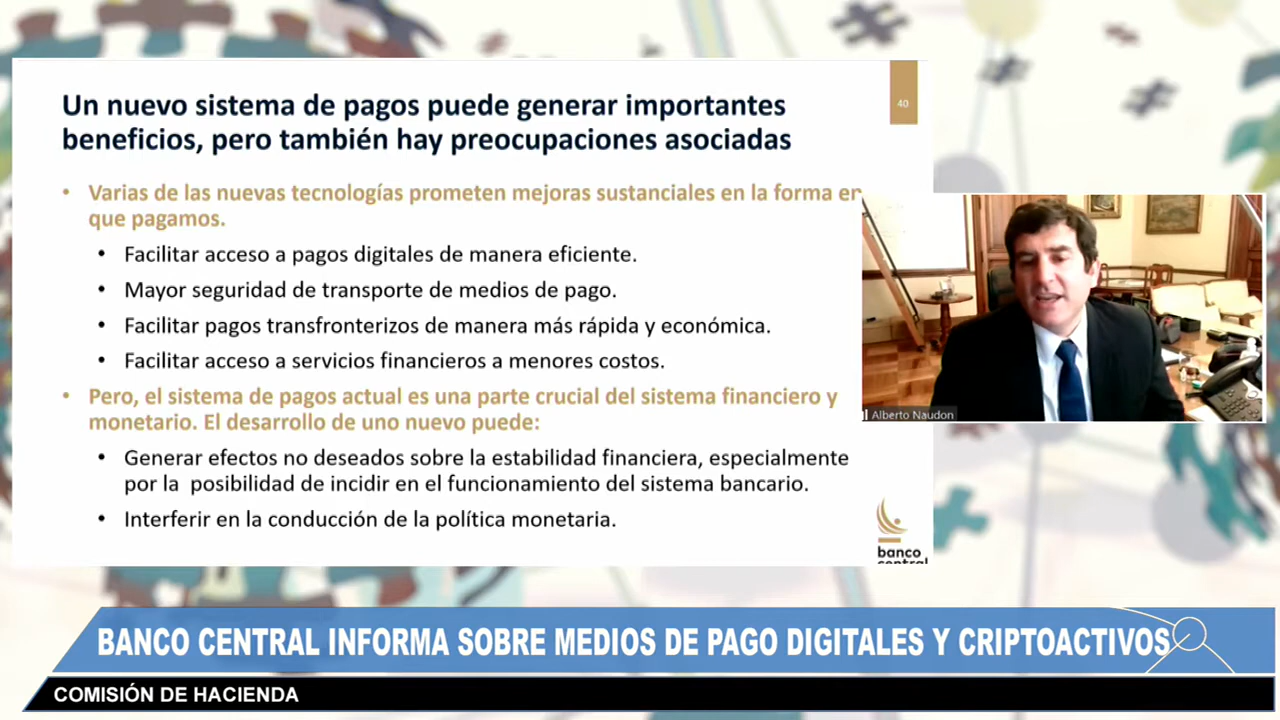 Un nuevo sistema de pagos puede generar importantes
beneficios, pero también hay preocupaciones asociadas
40
• Varias de las nuevas tecnologías prometen mejoras sustanciales en la forma en
que pagamos.
• Facilitar acceso a pagos digitales de manera eficiente.
• Mayor seguridad de transporte de medios de pago.
• Facilitar pagos transfronterizos de manera más rápida y económica.
• Facilitar acceso a servicios financieros a menores costos.
• Pero, el sistema de pagos actual es una parte crucial del sistema financiero y
monetario. El desarrollo de uno nuevo puede:
• Generar efectos no deseados sobre la estabilidad financiera, especialmente
por la posibilidad de incidir en el funcionamiento del sistema bancario.
• Interferir en la conducción de la política monetaria.
banco
central
Alberto Naudon
BANCO CENTRAL INFORMA SOBRE MEDIOS DE PAGO DIGITALES Y CRIPTOACTIVOS
COMISIÓN DE HACIENDA